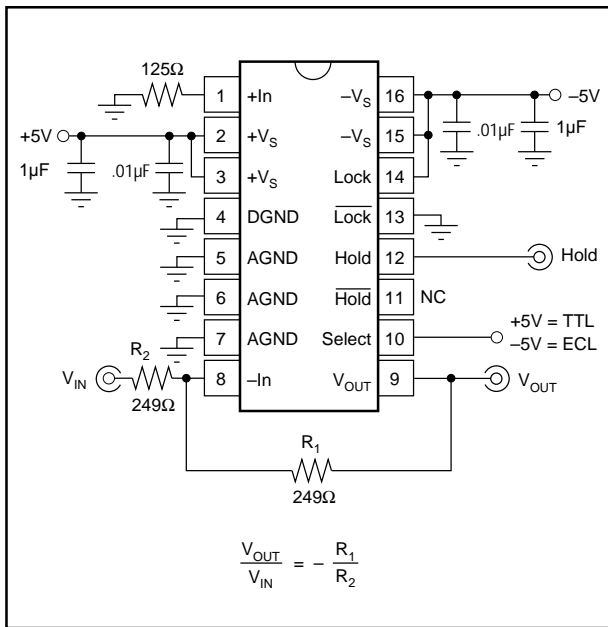 125Ω
1 +In
+5V
2 +V_S
1µF .01µF
3 +V_S
4 DGND
5 AGND
6 AGND
7 AGND
R_2
V_IN
249Ω
8 –In
–V_S 16
–5V
–V_S 15
.01µF 1µF
Lock 14
L̅o̅c̅k̅ 13
Hold 12
Hold
H̅o̅l̅d̅ 11 NC
Select 10
+5V = TTL
–5V = ECL
V_OUT 9
V_OUT
R_1
249Ω
V_OUT / V_IN = – R_1 / R_2